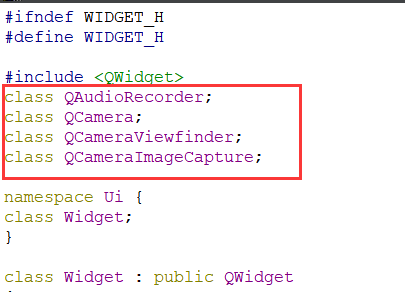 #ifndef WIDGET_H
#define WIDGET_H
#include <QWidget>
class QAudioRecorder;
class QCamera;
class QCameraViewfinder;
class QCameraImageCapture;
namespace Ui {
class Widget;
}
class Widget : public QWidget